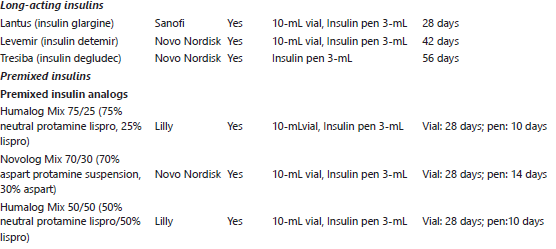 Long-acting insulins
Lantus (insulin glargine) Sanofi Yes 10-mL vial, Insulin pen 3-mL 28 days
Levemir (insulin detemir) Novo Nordisk Yes 10-mL vial, Insulin pen 3-mL 42 days
Tresiba (insulin degludec) Novo Nordisk Yes Insulin pen 3-mL 56 days
Premixed insulins
Premixed insulin analogs
Humalog Mix 75/25 (75%
neutral protamine lispro, 25% Lilly Yes 10-mLvial, Insulin pen 3-mL Vial: 28 days; pen: 10 days
lispro)
Novolog Mix 70/30 (70%
aspart protamine suspension, Novo Nordisk Yes 10-mL vial, Insulin pen 3-mL Vial: 28 days; pen: 14 days
30% aspart)
Humalog Mix 50/50 (50%
neutral protamine lispro/50% Lilly Yes 10-mL vial, Insulin pen 3-mL Vial: 28 days; pen:10 days
lispro)